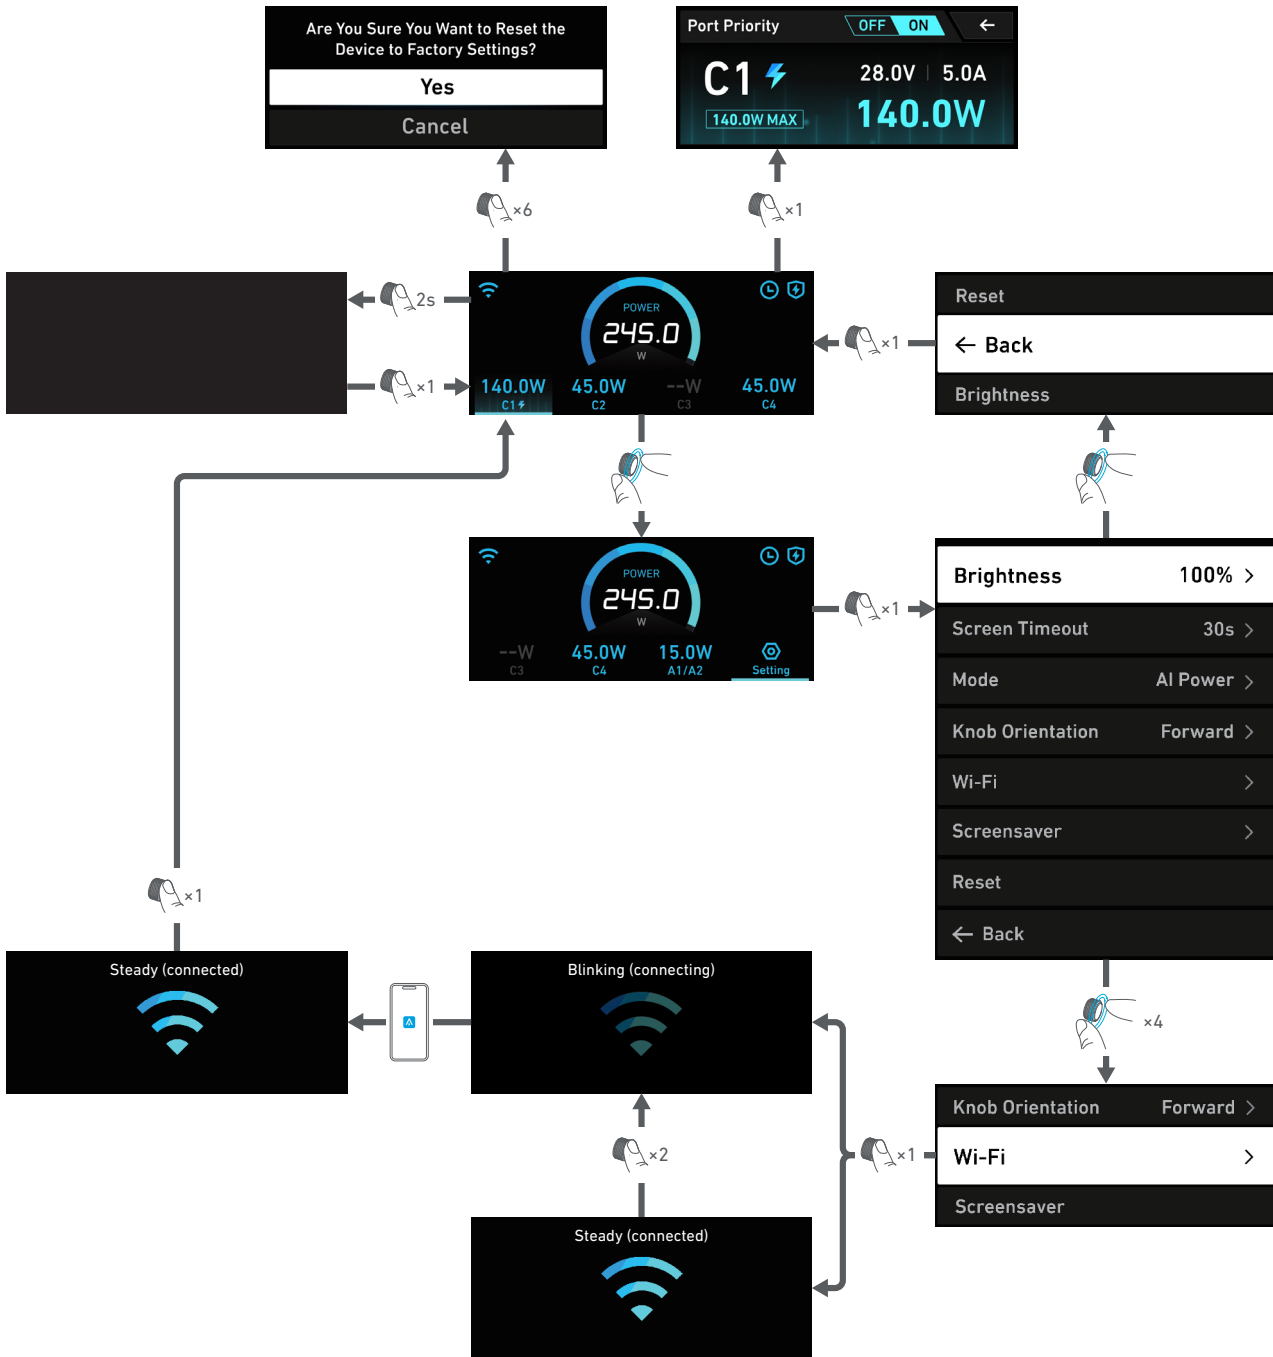 Are You Sure You Want to Reset the
Device to Factory Settings?
Yes
Cancel
Port Priority OFF ON
C1 28.0V 5.0A
140.0W MAX 140.0W
×6
×1
2s
×1
POWER
245.0
W
140.0W 45.0W --W 45.0W
C1 C2 C3 C4
×1
Reset
← Back
Brightness
POWER
245.0
W
--W 45.0W 15.0W
C3 C4 A1/A2 Setting
×1
Brightness 100% >
Screen Timeout 30s >
Mode AI Power >
Knob Orientation Forward >
Wi-Fi >
Screensaver >
Reset
← Back
×1
Steady (connected)
Blinking (connecting)
×4
Knob Orientation Forward >
Wi-Fi >
Screensaver
×1
×2
Steady (connected)